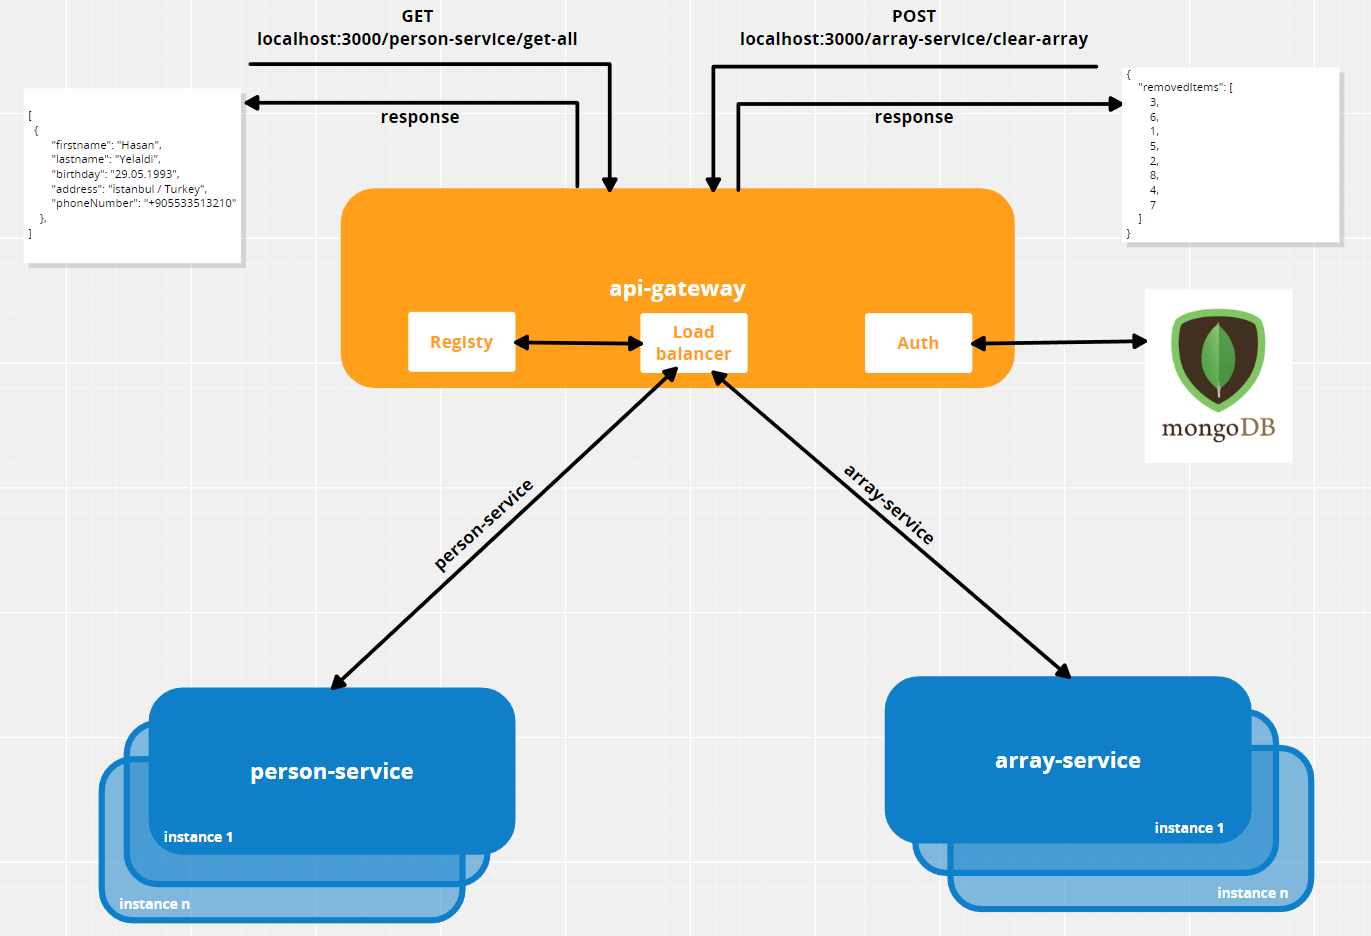 GET
localhost:3000/person-service/get-all
POST
localhost:3000/array-service/clear-array
response
response
[
{
"firstname": "Hasan",
"lastname": "Yelaldi",
"birthday": "29.05.1993",
"address": "İstanbul / Turkey",
"phoneNumber": "+905533513210"
},
]
{
"removedItems": [
3,
6,
1,
5,
2,
8,
4,
7
]
}
api-gateway
Registy
Load
balancer
Auth
mongoDB
person-service
array-service
person-service
instance 1
instance n
array-service
instance 1
instance n